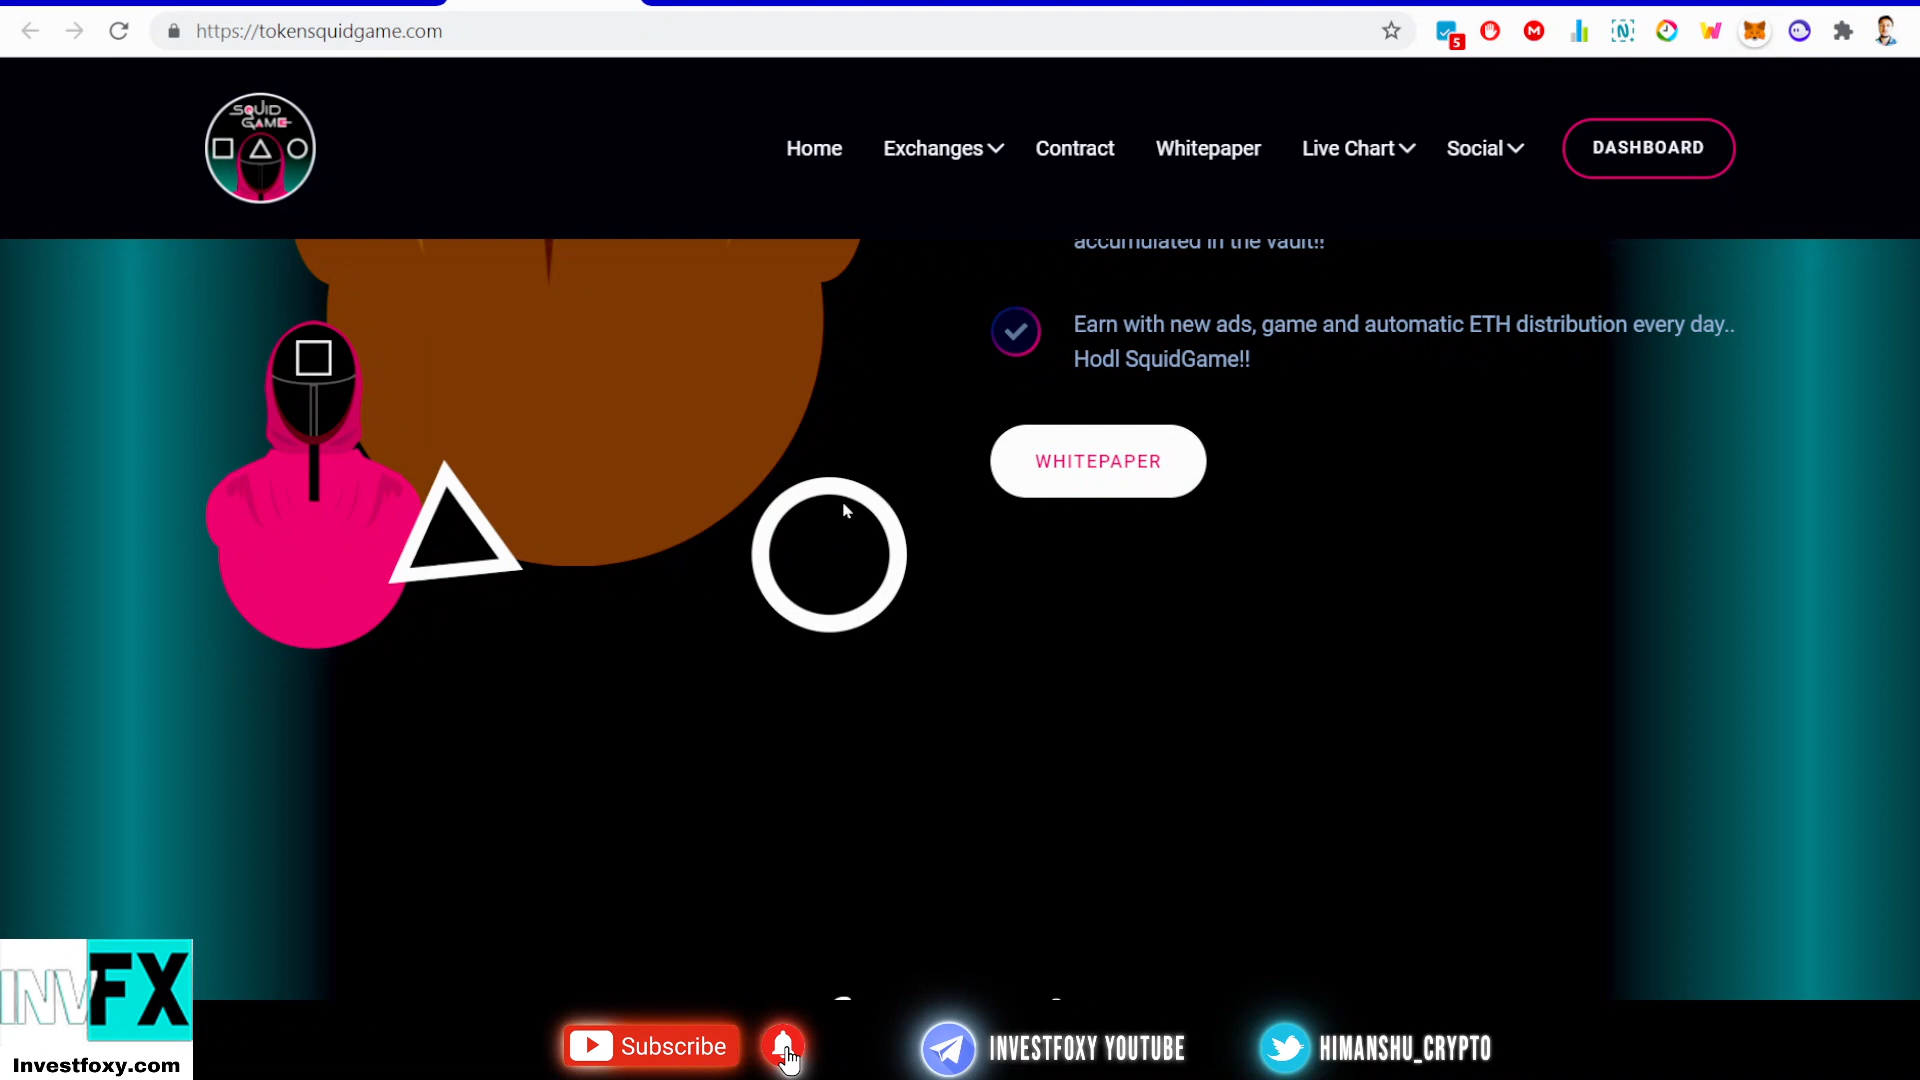 https://tokensquidgame.com
5
SQUID
GAME
Home
Exchanges
Contract
Whitepaper
Live Chart
Social
DASHBOARD
accumulated in the vault!!
Earn with new ads, game and automatic ETH distribution every day..
Hodl SquidGame!!
WHITEPAPER
INVFX
Investfoxy.com
Subscribe
INVESTFOXY YOUTUBE
HIMANSHU_CRYPTO